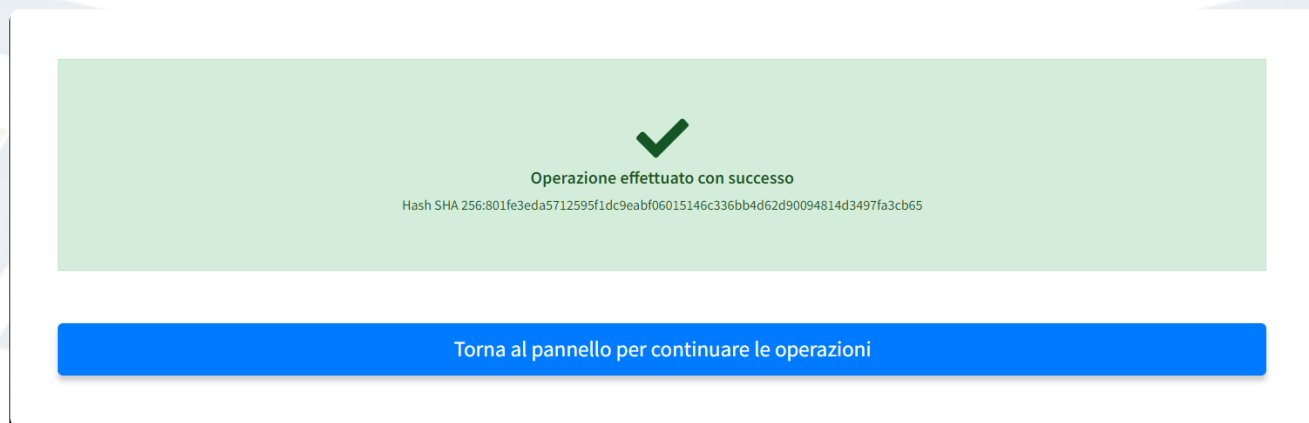 Operazione effettuato con successo
Hash SHA 256:801fe3eda5712595f1dc9eabf06015146c336bb4d62d90094814d3497fa3cb65
Torna al pannello per continuare le operazioni